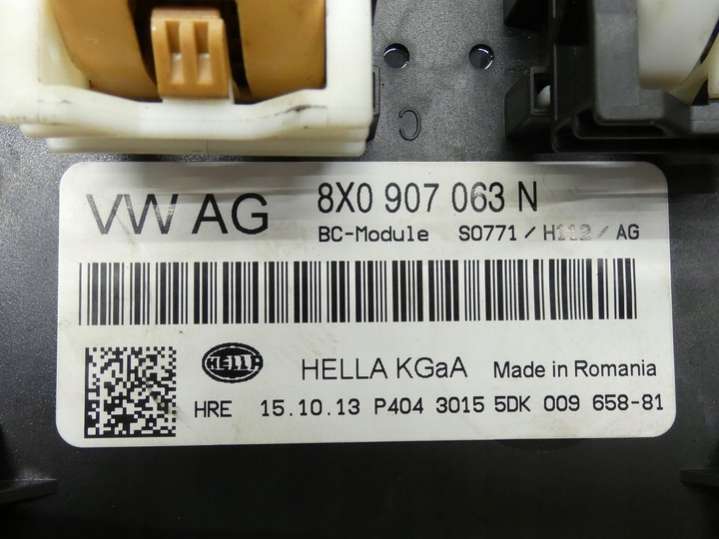 C
VW AG 8X0 907 063 N
BC-Module S0771 / H112 / AG
HELLA HELLA KGaA Made in Romania
HRE 15.10.13 P404 3015 5DK 009 658-81